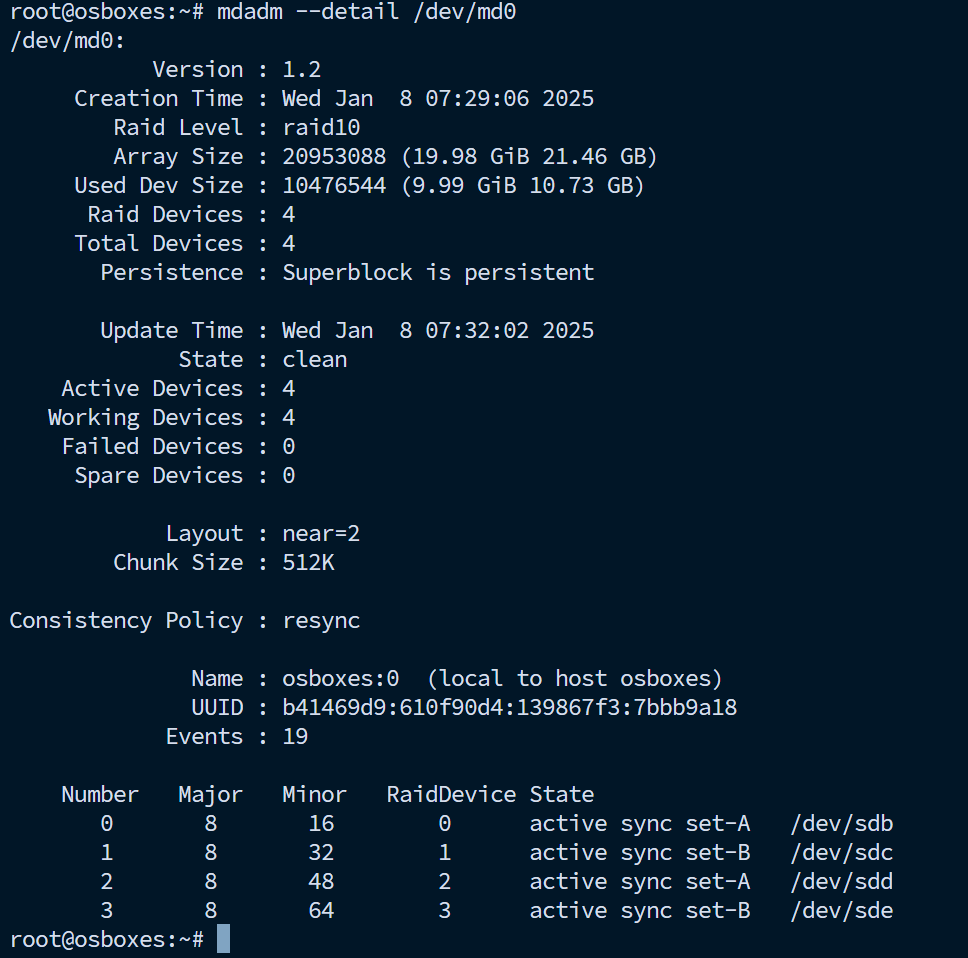 root@osboxes:~# mdadm --detail /dev/md0
/dev/md0:
           Version : 1.2
     Creation Time : Wed Jan  8 07:29:06 2025
        Raid Level : raid10
        Array Size : 20953088 (19.98 GiB 21.46 GB)
     Used Dev Size : 10476544 (9.99 GiB 10.73 GB)
      Raid Devices : 4
     Total Devices : 4
       Persistence : Superblock is persistent

       Update Time : Wed Jan  8 07:32:02 2025
             State : clean
    Active Devices : 4
   Working Devices : 4
    Failed Devices : 0
     Spare Devices : 0

            Layout : near=2
        Chunk Size : 512K

Consistency Policy : resync

              Name : osboxes:0  (local to host osboxes)
              UUID : b41469d9:610f90d4:139867f3:7bbb9a18
            Events : 19

    Number   Major   Minor   RaidDevice State
       0       8       16        0      active sync set-A   /dev/sdb
       1       8       32        1      active sync set-B   /dev/sdc
       2       8       48        2      active sync set-A   /dev/sdd
       3       8       64        3      active sync set-B   /dev/sde
root@osboxes:~#